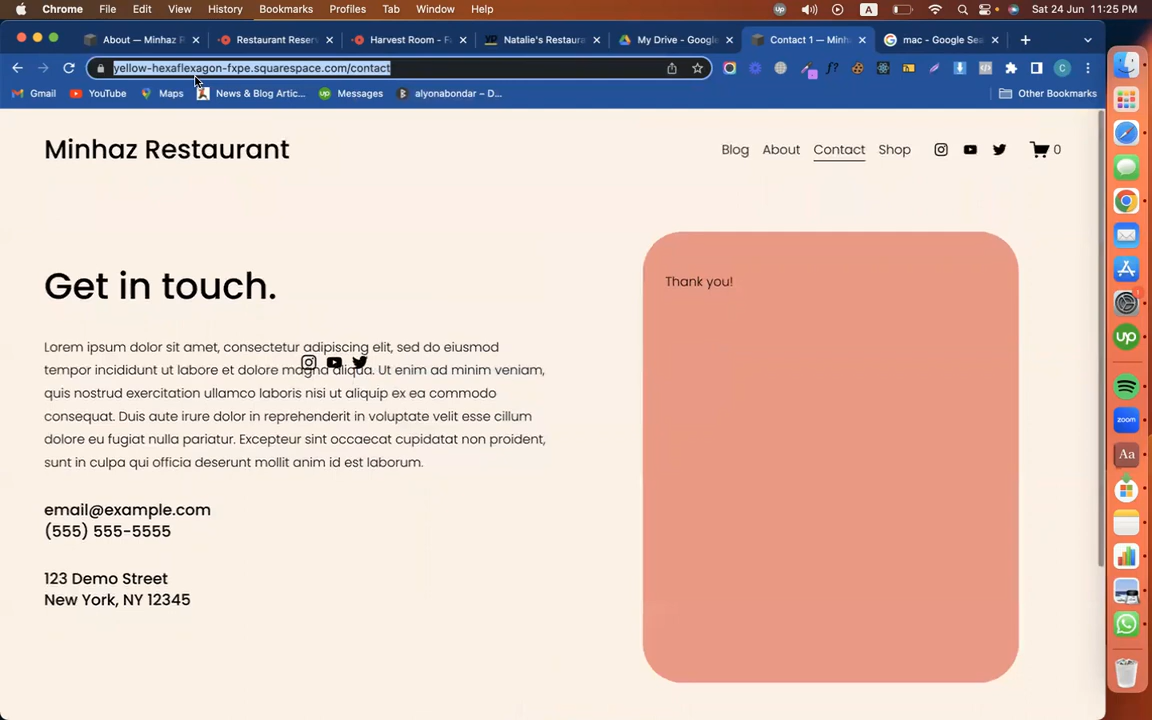 Chrome File Edit View History Bookmarks Profiles Tab Window Help
A
Sat 24 Jun 11:25 PM
About — Minhaz R
Restaurant Reser
Harvest Room - F
Natalie's Restaura
My Drive - Google
Contact 1 — Minh
mac - Google Sea
yellow-hexaflexagon-fxpe.squarespace.com/contact
f?
C
Gmail
YouTube
Maps
News & Blog Artic...
Messages
alyonabondar – D...
Other Bookmarks
Minhaz Restaurant
Blog About Contact Shop
0
Get in touch.
Thank you!
Lorem ipsum dolor sit amet, consectetur adipiscing elit, sed do eiusmod
tempor incididunt ut labore et dolore magna aliqua. Ut enim ad minim veniam,
quis nostrud exercitation ullamco laboris nisi ut aliquip ex ea commodo
consequat. Duis aute irure dolor in reprehenderit in voluptate velit esse cillum
dolore eu fugiat nulla pariatur. Excepteur sint occaecat cupidatat non proident,
sunt in culpa qui officia deserunt mollit anim id est laborum.
email@example.com
(555) 555-5555
123 Demo Street
New York, NY 12345
up
zoom
Aa